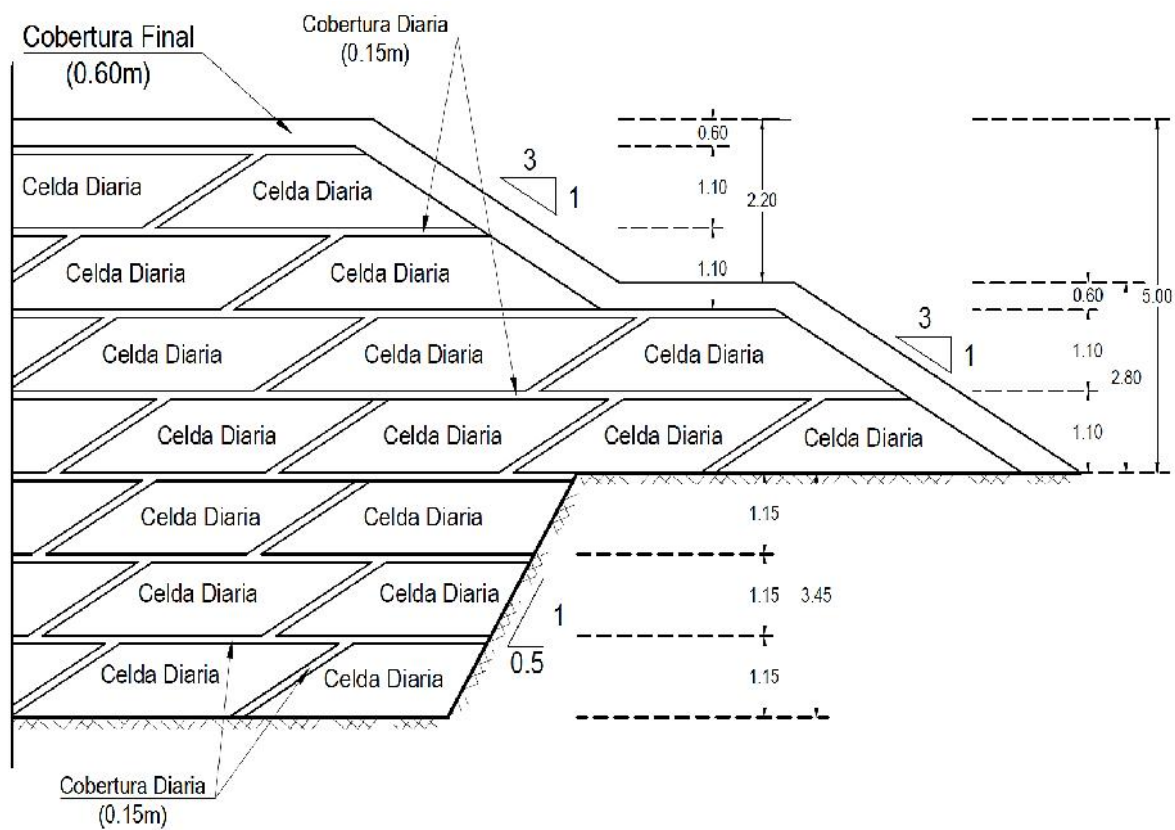 Cobertura Final
(0.60m)
Cobertura Diaria
(0.15m)
3
1
0.60
1.10
2.20
1.10
Celda Diaria
Celda Diaria
Celda Diaria
Celda Diaria
3
1
0.60
5.00
1.10
2.80
1.10
Celda Diaria
Celda Diaria
Celda Diaria
Celda Diaria
Celda Diaria
Celda Diaria
Celda Diaria
Celda Diaria
Celda Diaria
1.15
Celda Diaria
Celda Diaria
1
0.5
1.15
3.45
Celda Diaria
Celda Diaria
1.15
Cobertura Diaria
(0.15m)